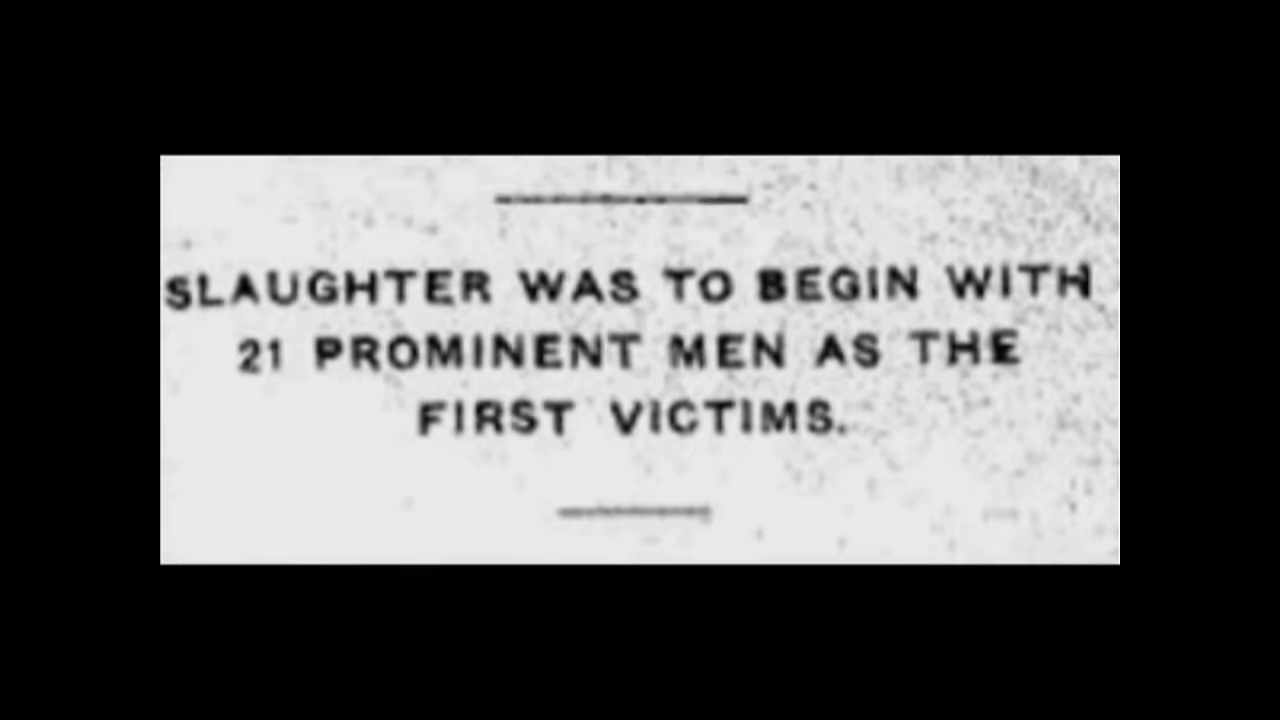 SLAUGHTER WAS TO BEGIN WITH
21 PROMINENT MEN AS THE
FIRST VICTIMS.